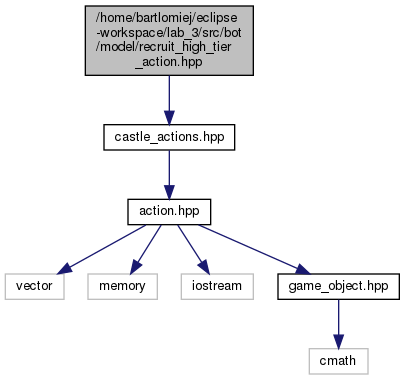 /home/bartlomiej/eclipse
-workspace/lab_3/src/bot
/model/recruit_high_tier
_action.hpp
castle_actions.hpp
action.hpp
vector
memory
iostream
game_object.hpp
cmath